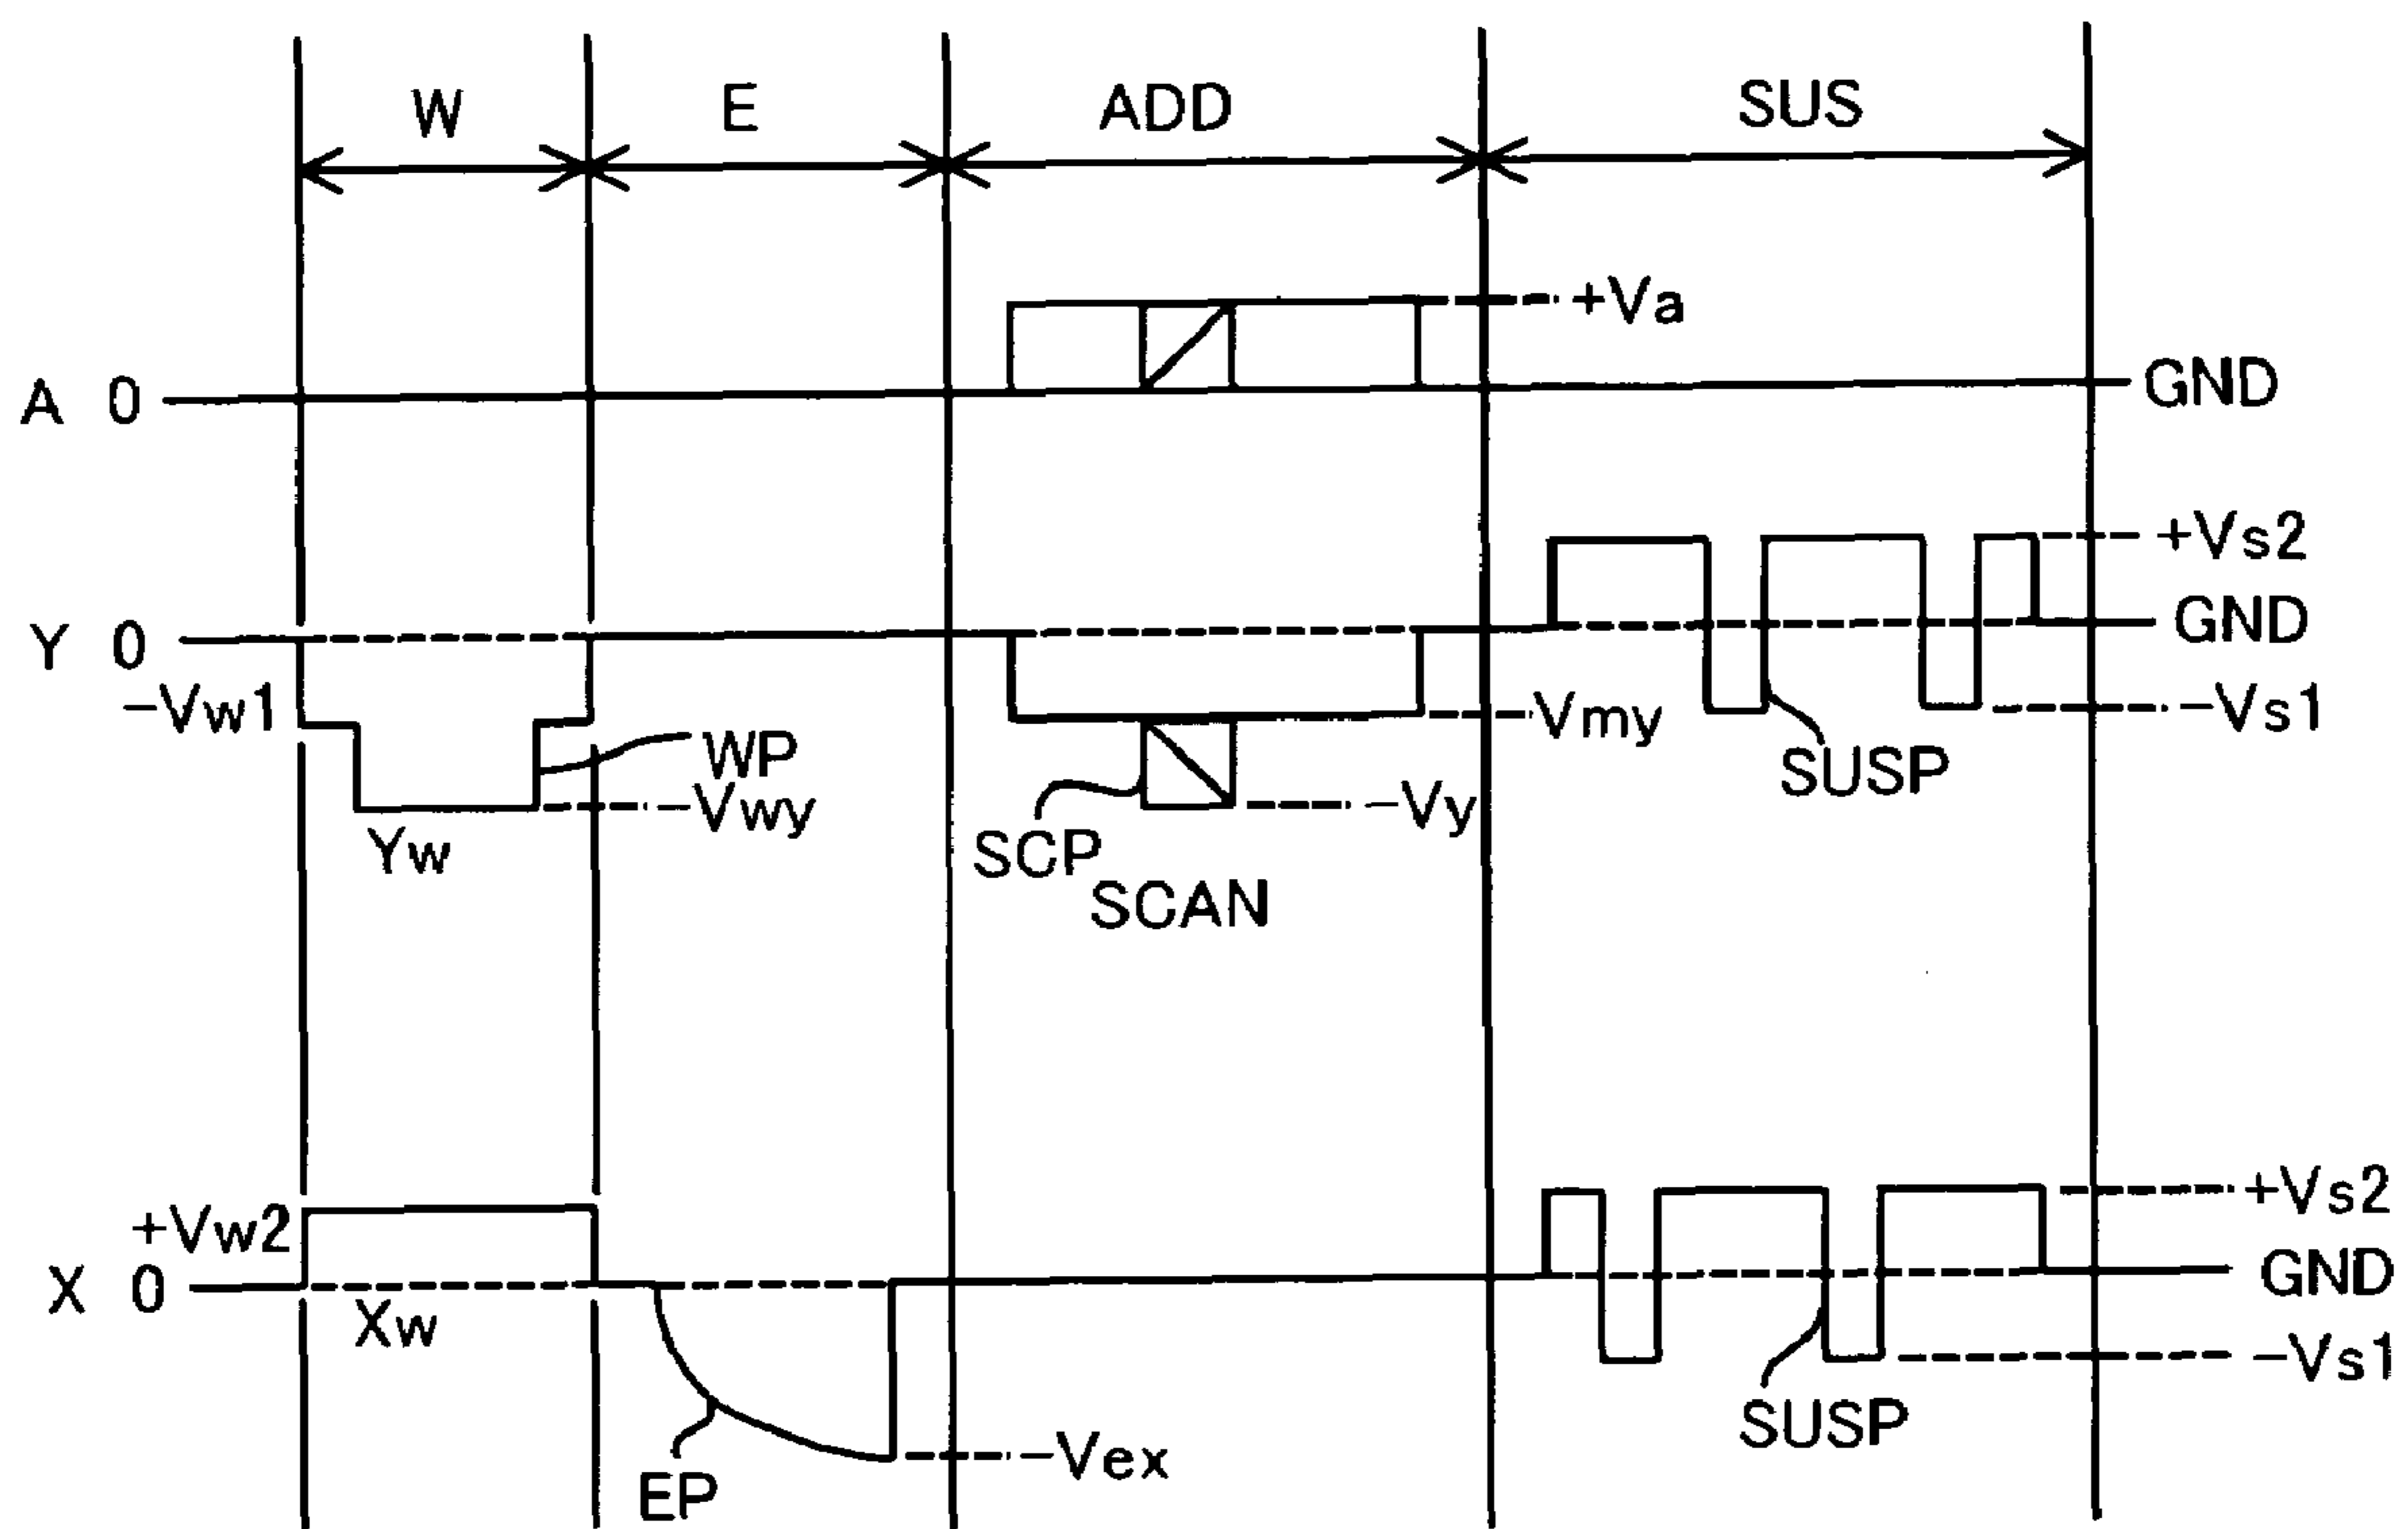 W E ADD SUS
+Va
A 0 GND
+Vs2
Y 0 GND
−Vw1 Vmy −Vs1
WP SUSP
−Vwy −Vy
Yw SCP
SCAN
+Vs2
+Vw2
X 0 GND
Xw −Vs1
SUSP
−Vex
EP